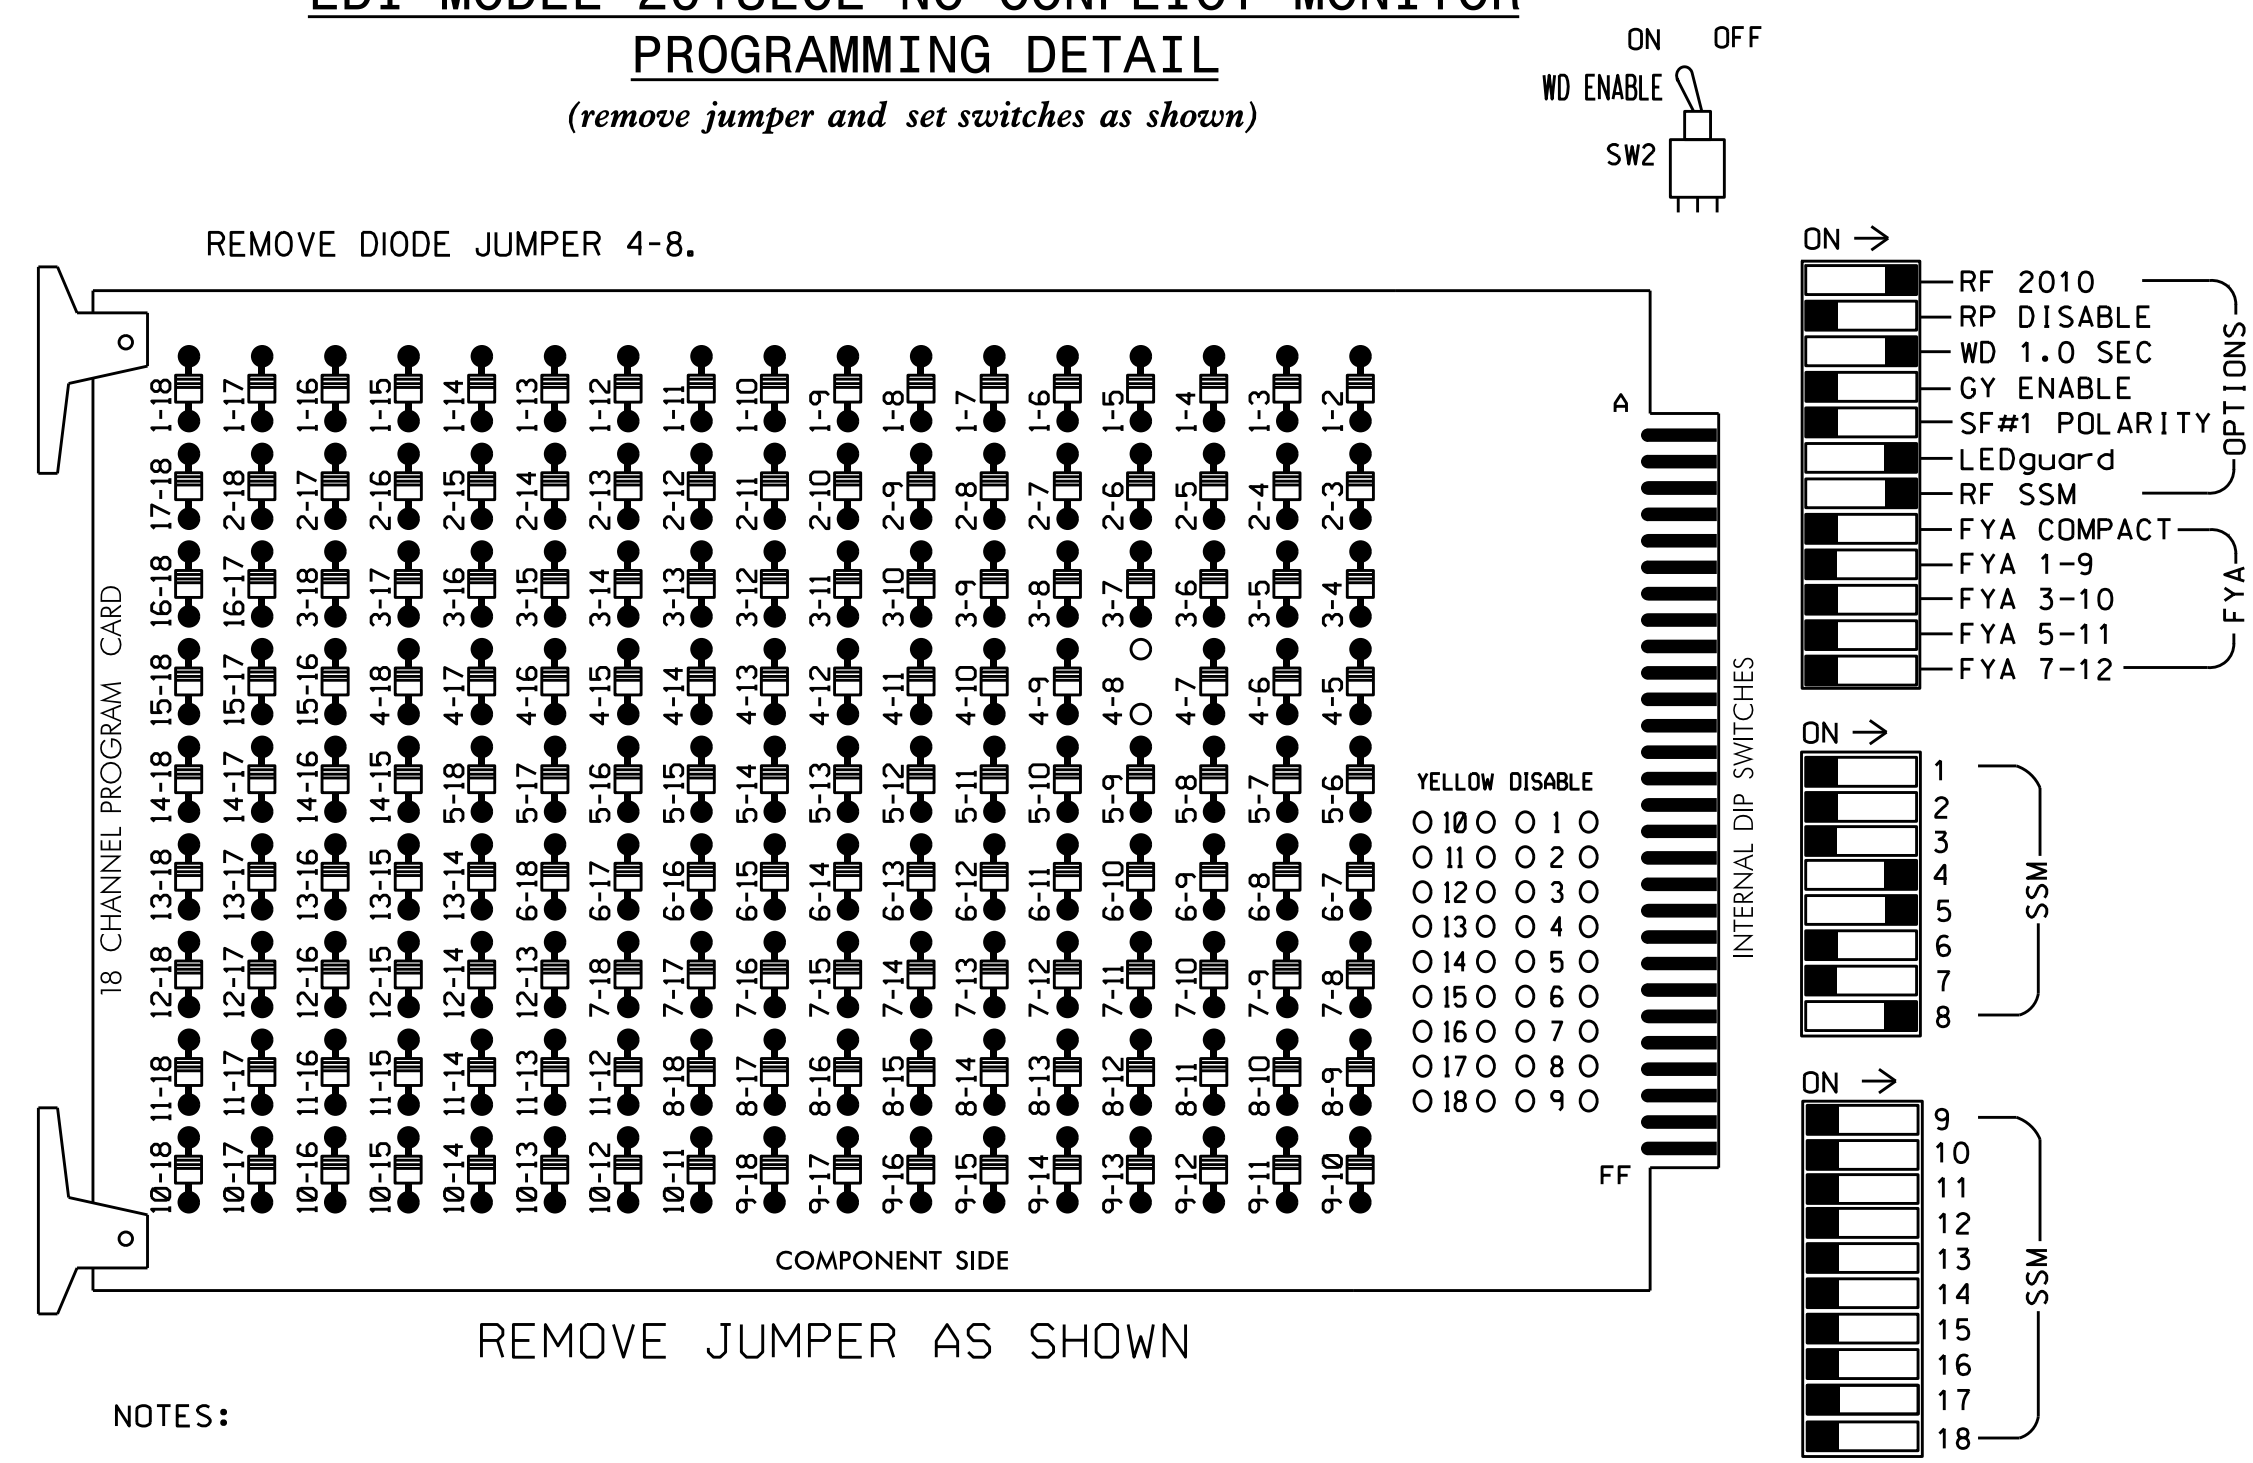 PROGRAMMING DETAIL
(remove jumper and set switches as shown)
ON OFF
WD ENABLE
SW2
REMOVE DIODE JUMPER 4-8.
18 CHANNEL PROGRAM CARD
1-18 1-17 1-16 1-15 1-14 1-13 1-12 1-11 1-10 1-9 1-8 1-7 1-6 1-5 1-4 1-3 1-2
17-18 2-18 2-17 2-16 2-15 2-14 2-13 2-12 2-11 2-10 2-9 2-8 2-7 2-6 2-5 2-4 2-3
16-18 16-17 3-18 3-17 3-16 3-15 3-14 3-13 3-12 3-11 3-10 3-9 3-8 3-7 3-6 3-5 3-4
15-18 15-17 15-16 4-18 4-17 4-16 4-15 4-14 4-13 4-12 4-11 4-10 4-9 4-8 4-7 4-6 4-5
14-18 14-17 14-16 14-15 5-18 5-17 5-16 5-15 5-14 5-13 5-12 5-11 5-10 5-9 5-8 5-7 5-6
13-18 13-17 13-16 13-15 13-14 6-18 6-17 6-16 6-15 6-14 6-13 6-12 6-11 6-10 6-9 6-8 6-7
12-18 12-17 12-16 12-15 12-14 12-13 7-18 7-17 7-16 7-15 7-14 7-13 7-12 7-11 7-10 7-9 7-8
11-18 11-17 11-16 11-15 11-14 11-13 11-12 8-18 8-17 8-16 8-15 8-14 8-13 8-12 8-11 8-10 8-9
10-18 10-17 10-16 10-15 10-14 10-13 10-12 10-11 9-18 9-17 9-16 9-15 9-14 9-13 9-12 9-11 9-10
COMPONENT SIDE
A
FF
YELLOW DISABLE
10 1
11 2
12 3
13 4
14 5
15 6
16 7
17 8
18 9
INTERNAL DIP SWITCHES
ON
RF 2010
RP DISABLE
WD 1.0 SEC
GY ENABLE
SF#1 POLARITY
LEDguard
RF SSM
OPTIONS
FYA COMPACT
FYA 1-9
FYA 3-10
FYA 5-11
FYA 7-12
FYA
ON
1
2
3
4
5
6
7
8
SSM
ON
9
10
11
12
13
14
15
16
17
18
SSM
REMOVE JUMPER AS SHOWN
NOTES: